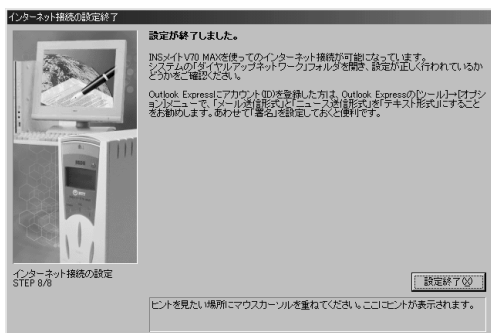 インターネット接続の設定終了
設定が終了しました。
INSメイトV70 MAXを使ってのインターネット接続が可能になっています。
システムの「ダイヤルアップネットワーク」フォルダを開き、設定が正しく行われているか
どうかをご確認ください。
Outlook Expressにアカウント(ID)を登録した方は、Outlook Expressの[ツール]→[オプシ
ョン]メニューで、「メール送信形式」と「ニュース送信形式」を「テキスト形式」にすること
をお勧めします。あわせて「署名」を設定しておくと便利です。
インターネット接続の設定
STEP 8/8
設定終了(X)
ヒントを見たい場所にマウスカーソルを重ねてください。ここにヒントが表示されます。